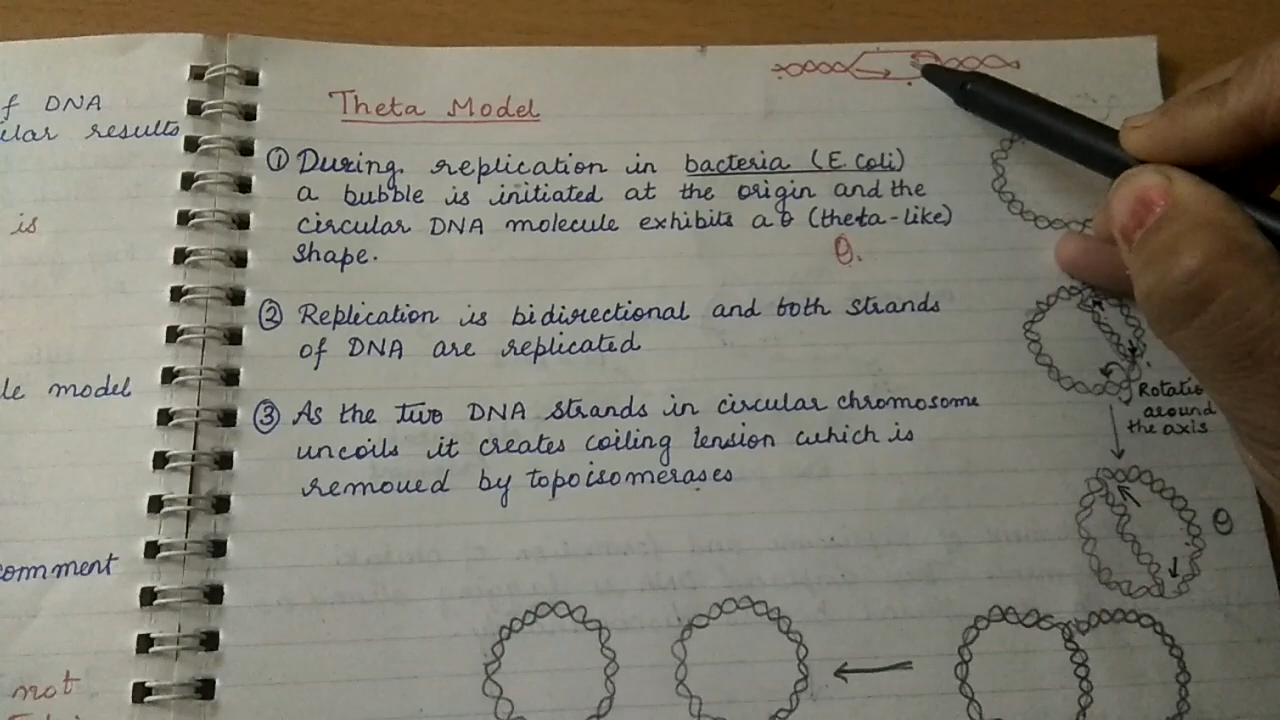 f DNA
ular results
is
le model
comment
not
Theta Model
① During replication in bacteria (E. Coli)
a bubble is initiated at the origin and the
circular DNA molecule exhibits a θ (theta-like)
shape.
θ.
② Replication is bidirectional and both strands
of DNA are replicated
③ As the two DNA strands in circular chromosome
uncoils it creates coiling tension which is
removed by topoisomerases
Rotatio
around
the axis
θ